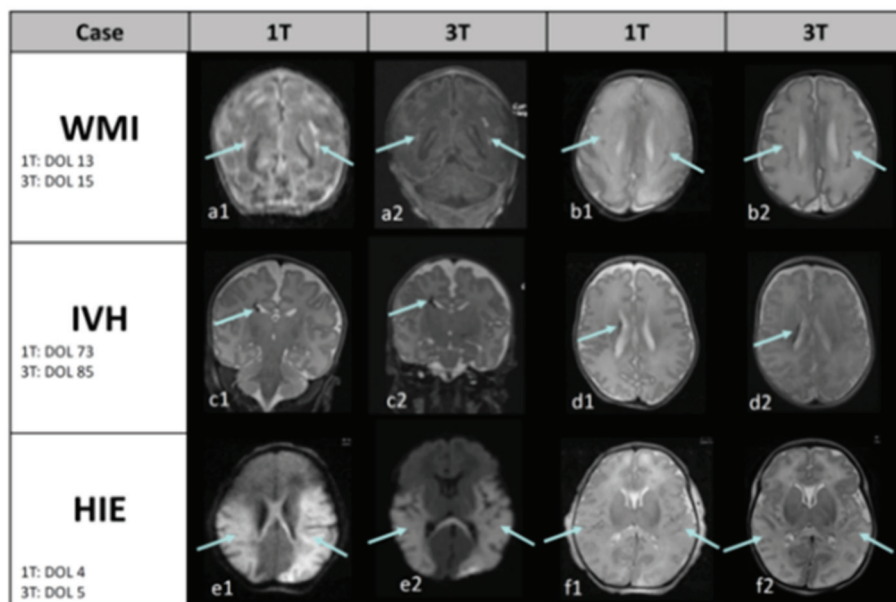 Case 1T 3T 1T 3T
WMI
1T: DOL 13
3T: DOL 15
a1 a2 b1 b2
IVH
1T: DOL 73
3T: DOL 85
c1 c2 d1 d2
HIE
1T: DOL 4
3T: DOL 5
e1 e2 f1 f2